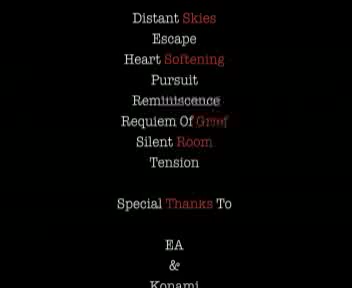 Distant Skies
Escape
Heart Softening
Pursuit
Reminiscence
Requiem Of Grief
Silent Room
Tension
Special Thanks To
EA
&
Konami